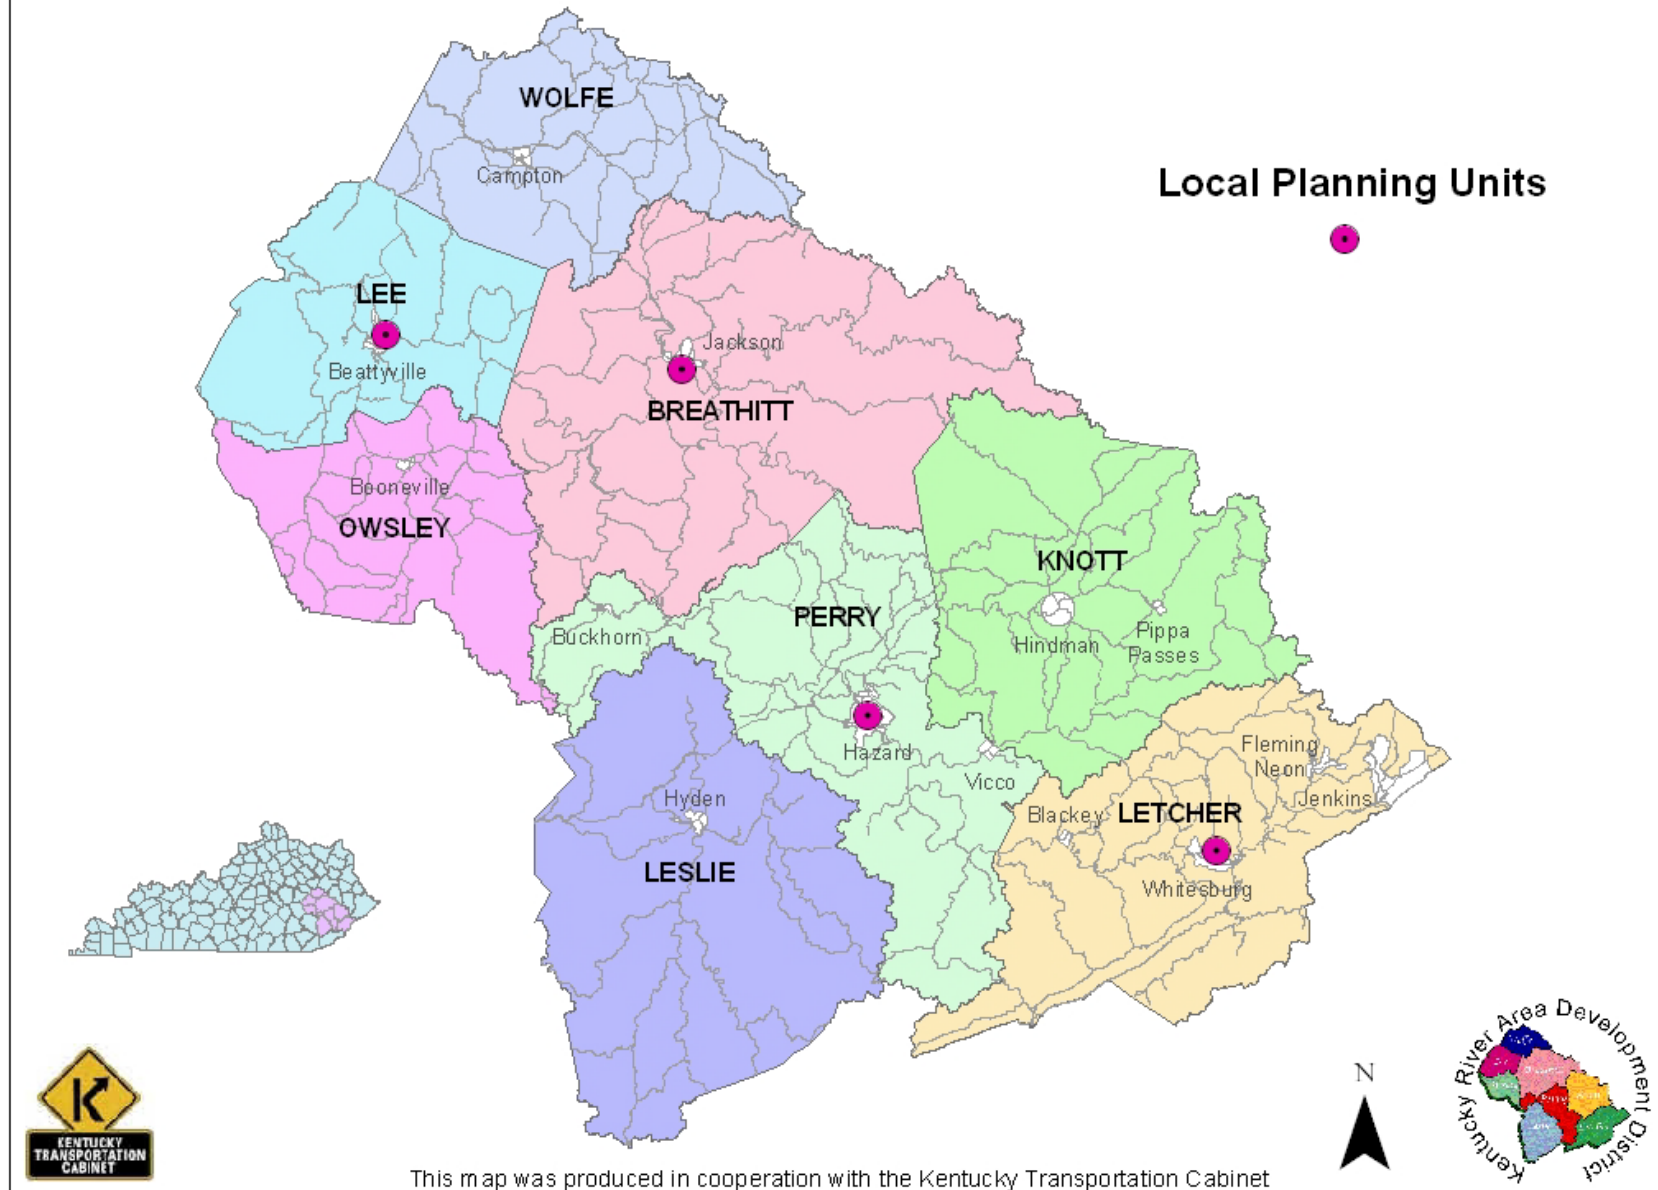 WOLFE
Campton
Local Planning Units
LEE
Beattyville
Jackson
BREATHITT
Booneville
OWSLEY
KNOTT
Hindman
Pippa
Passes
PERRY
Buckhorn
Hazard
Vicco
Fleming
Neon
Jenkins
Blackey
LETCHER
Whitesburg
Hyden
LESLIE
KENTUCKY
TRANSPORTATION
CABINET
N
Kentucky River Area Development District
This map was produced in cooperation with the Kentucky Transportation Cabinet